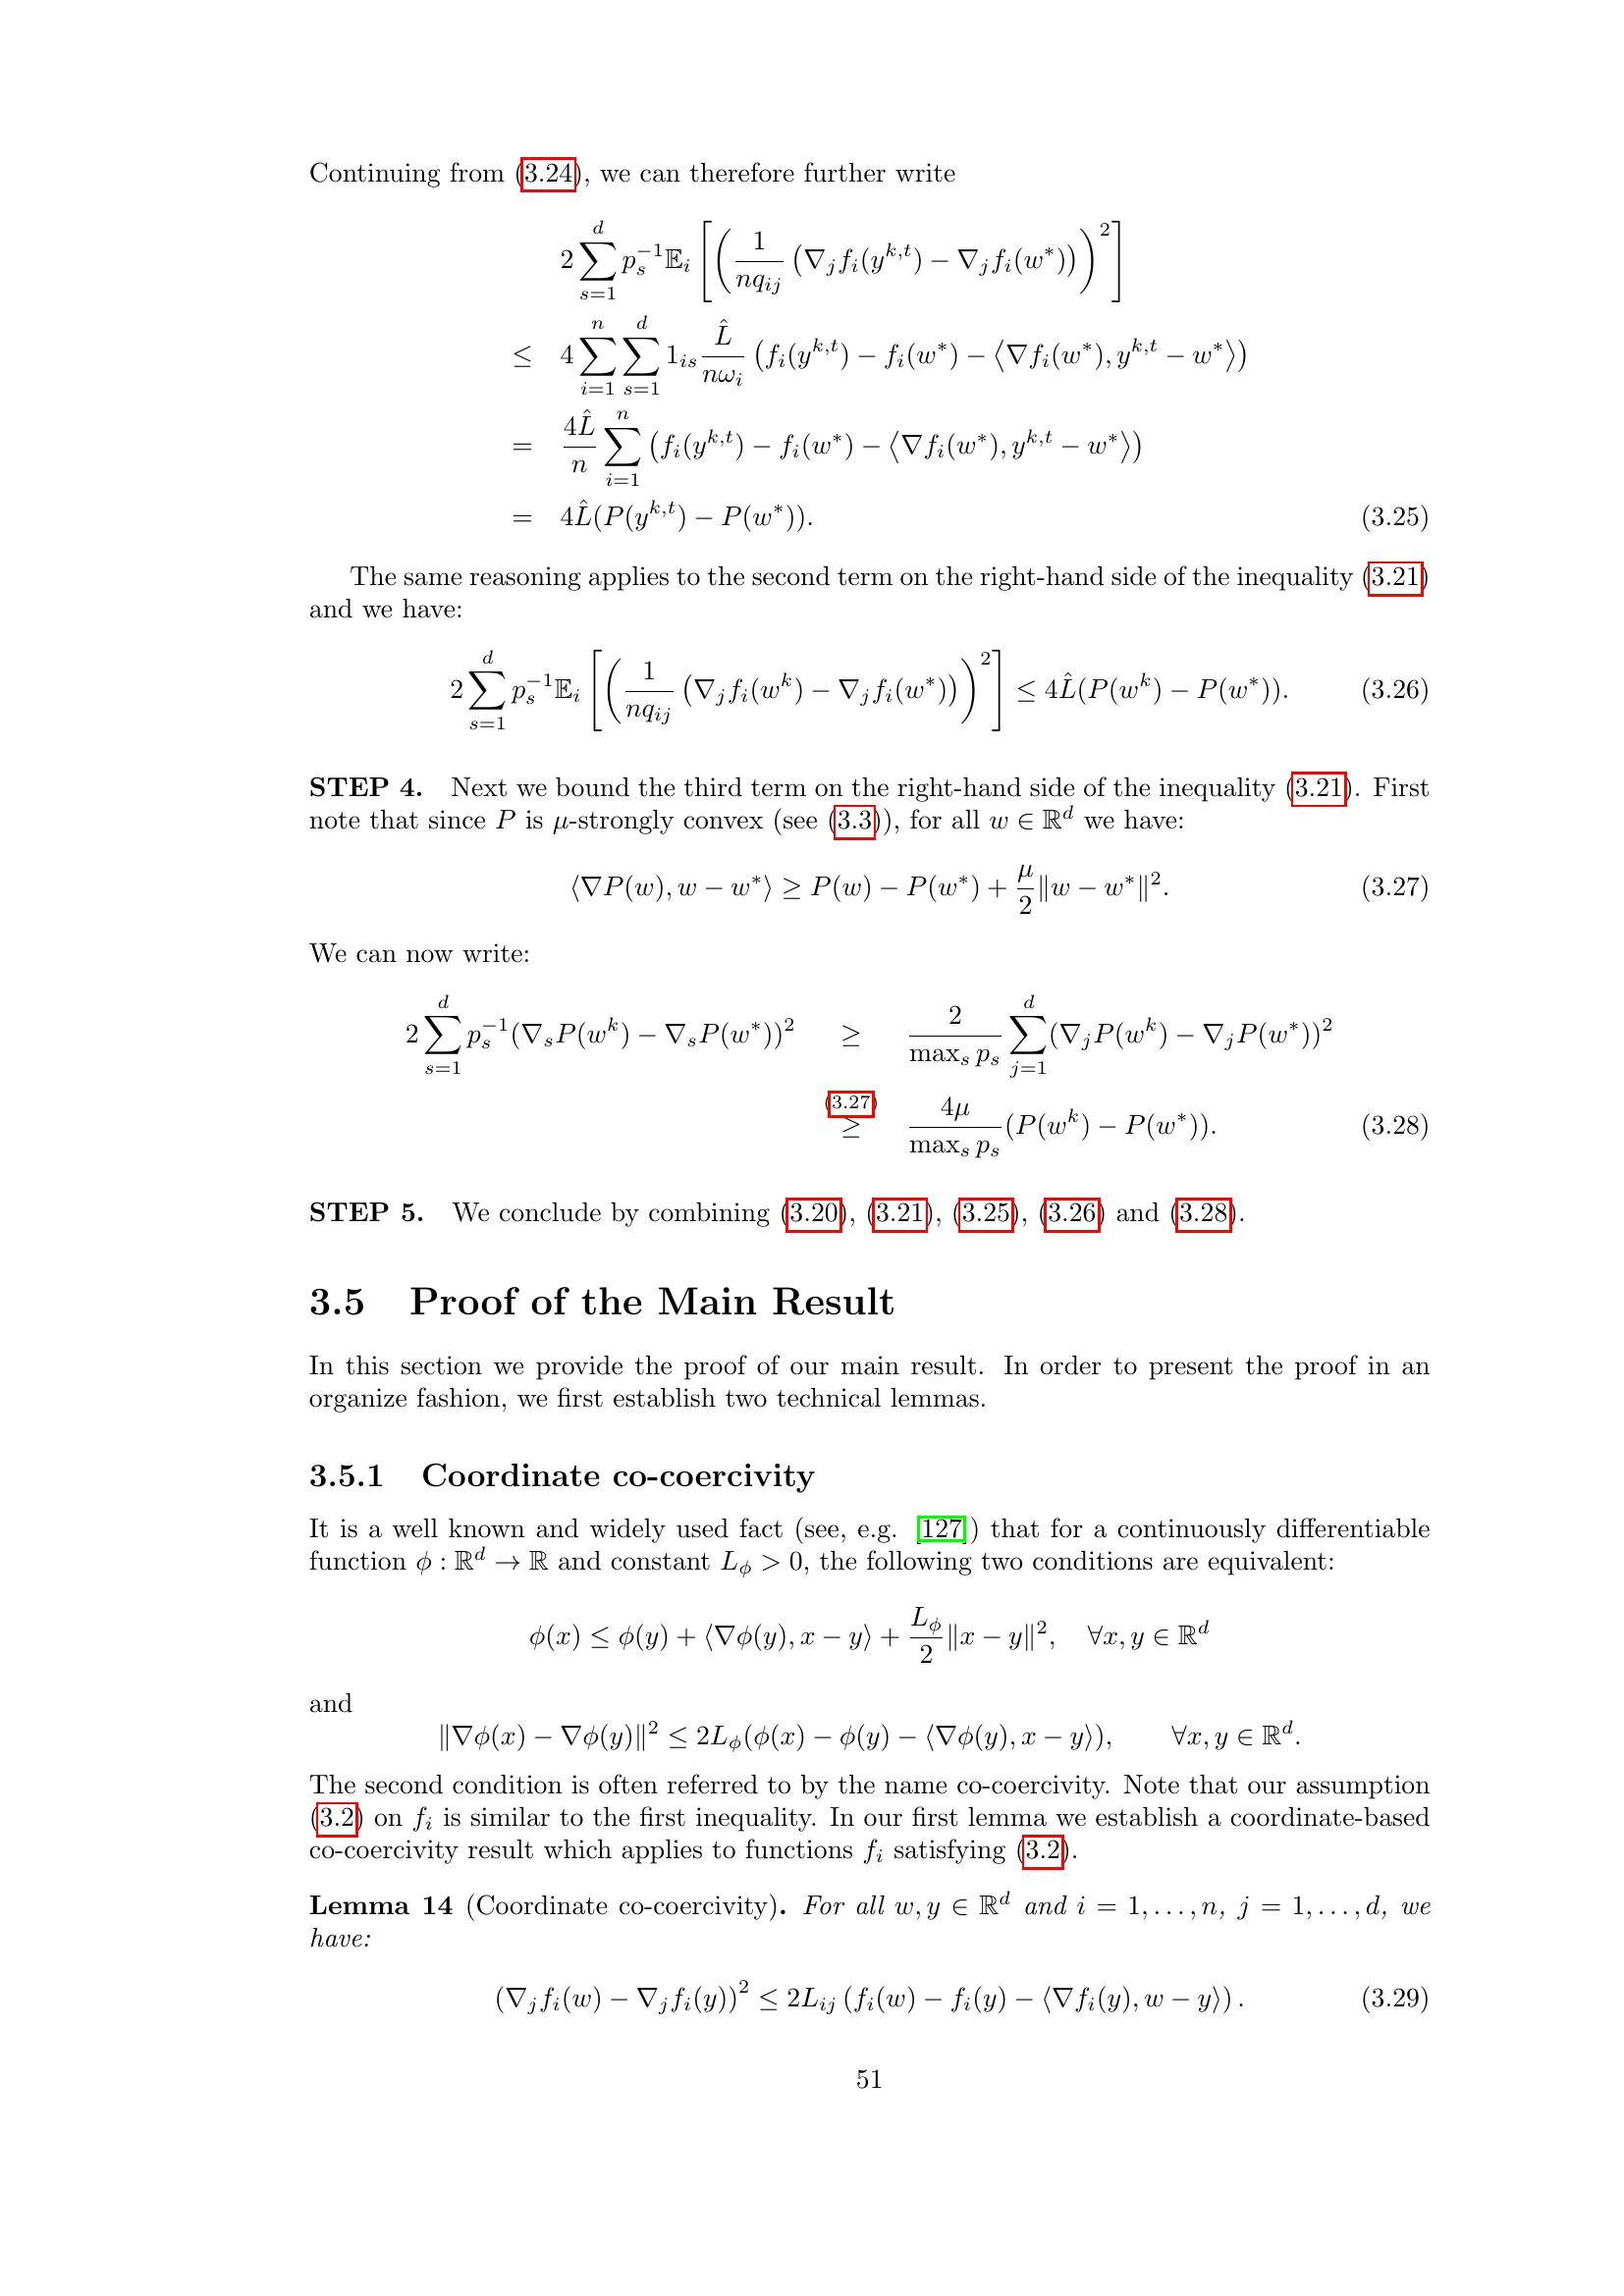 Continuing from (3.24), we can therefore further write
2 \sum_{s=1}^{d} p_s^{-1} \mathbb{E}_i \left[ \left( \frac{1}{nq_{ij}} \left( \nabla_j f_i(y^{k,t}) - \nabla_j f_i(w^*) \right) \right)^2 \right]
\leq 4 \sum_{i=1}^{n} \sum_{s=1}^{d} 1_{is} \frac{\hat{L}}{n\omega_i} \left( f_i(y^{k,t}) - f_i(w^*) - \left\langle \nabla f_i(w^*), y^{k,t} - w^* \right\rangle \right)
= \frac{4\hat{L}}{n} \sum_{i=1}^{n} \left( f_i(y^{k,t}) - f_i(w^*) - \left\langle \nabla f_i(w^*), y^{k,t} - w^* \right\rangle \right)
= 4\hat{L}(P(y^{k,t}) - P(w^*)). (3.25)
The same reasoning applies to the second term on the right-hand side of the inequality (3.21)
and we have:
2 \sum_{s=1}^{d} p_s^{-1} \mathbb{E}_i \left[ \left( \frac{1}{nq_{ij}} \left( \nabla_j f_i(w^k) - \nabla_j f_i(w^*) \right) \right)^2 \right] \leq 4\hat{L}(P(w^k) - P(w^*)). (3.26)
STEP 4. Next we bound the third term on the right-hand side of the inequality (3.21). First
note that since P is μ-strongly convex (see (3.3)), for all w ∈ ℝ^d we have:
\langle \nabla P(w), w - w^* \rangle \geq P(w) - P(w^*) + \frac{\mu}{2} \|w - w^*\|^2. (3.27)
We can now write:
2 \sum_{s=1}^{d} p_s^{-1} (\nabla_s P(w^k) - \nabla_s P(w^*))^2 \geq \frac{2}{\max_s p_s} \sum_{j=1}^{d} (\nabla_j P(w^k) - \nabla_j P(w^*))^2
\overset{(3.27)}{\geq} \frac{4\mu}{\max_s p_s} (P(w^k) - P(w^*)). (3.28)
STEP 5. We conclude by combining (3.20), (3.21), (3.25), (3.26) and (3.28).
3.5 Proof of the Main Result
In this section we provide the proof of our main result. In order to present the proof in an
organize fashion, we first establish two technical lemmas.
3.5.1 Coordinate co-coercivity
It is a well known and widely used fact (see, e.g. [127]) that for a continuously differentiable
function ϕ : ℝ^d → ℝ and constant L_ϕ > 0, the following two conditions are equivalent:
\phi(x) \leq \phi(y) + \langle \nabla \phi(y), x - y \rangle + \frac{L_\phi}{2} \|x - y\|^2, \quad \forall x, y \in \mathbb{R}^d
and
\|\nabla \phi(x) - \nabla \phi(y)\|^2 \leq 2L_\phi(\phi(x) - \phi(y) - \langle \nabla \phi(y), x - y \rangle), \quad \forall x, y \in \mathbb{R}^d.
The second condition is often referred to by the name co-coercivity. Note that our assumption
(3.2) on f_i is similar to the first inequality. In our first lemma we establish a coordinate-based
co-coercivity result which applies to functions f_i satisfying (3.2).
Lemma 14 (Coordinate co-coercivity). For all w, y ∈ ℝ^d and i = 1, . . . , n, j = 1, . . . , d, we
have:
\left( \nabla_j f_i(w) - \nabla_j f_i(y) \right)^2 \leq 2L_{ij} \left( f_i(w) - f_i(y) - \langle \nabla f_i(y), w - y \rangle \right). (3.29)
51